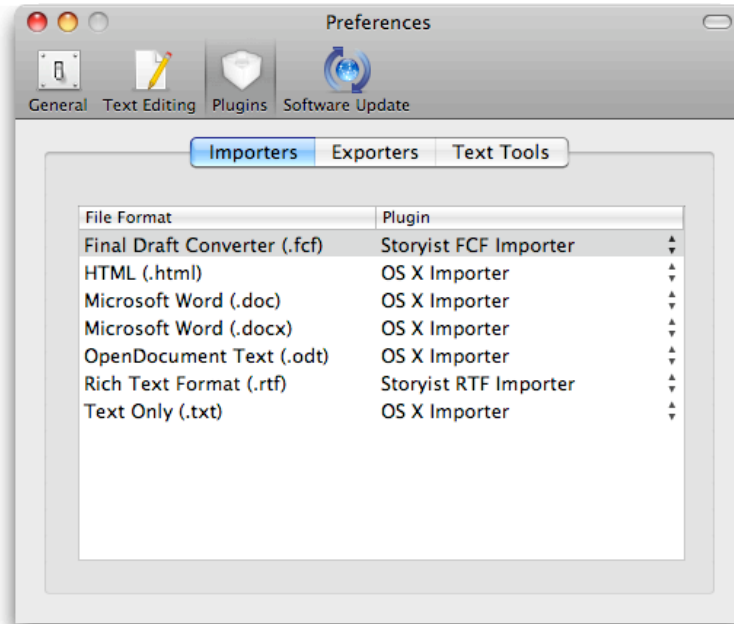 Preferences
General Text Editing Plugins Software Update
Importers Exporters Text Tools
File Format Plugin
Final Draft Converter (.fcf) Storyist FCF Importer
HTML (.html) OS X Importer
Microsoft Word (.doc) OS X Importer
Microsoft Word (.docx) OS X Importer
OpenDocument Text (.odt) OS X Importer
Rich Text Format (.rtf) Storyist RTF Importer
Text Only (.txt) OS X Importer